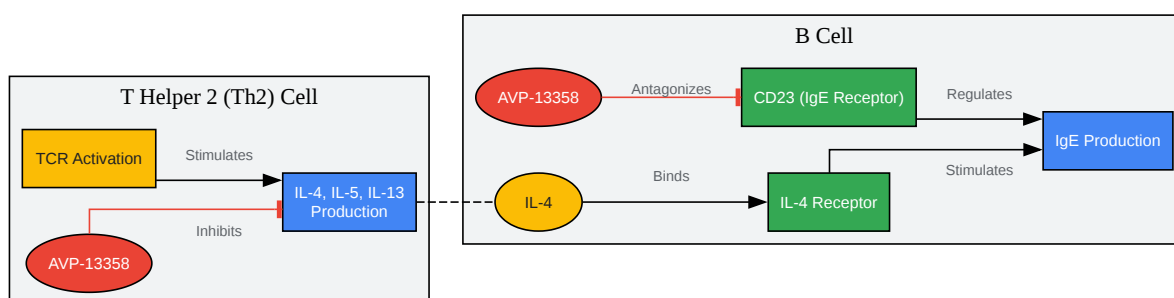 T Helper 2 (Th2) Cell
TCR Activation
Stimulates
IL-4, IL-5, IL-13
Production
Inhibits
AVP-13358
B Cell
AVP-13358
Antagonizes
CD23 (IgE Receptor)
Regulates
IgE Production
IL-4
Binds
IL-4 Receptor
Stimulates